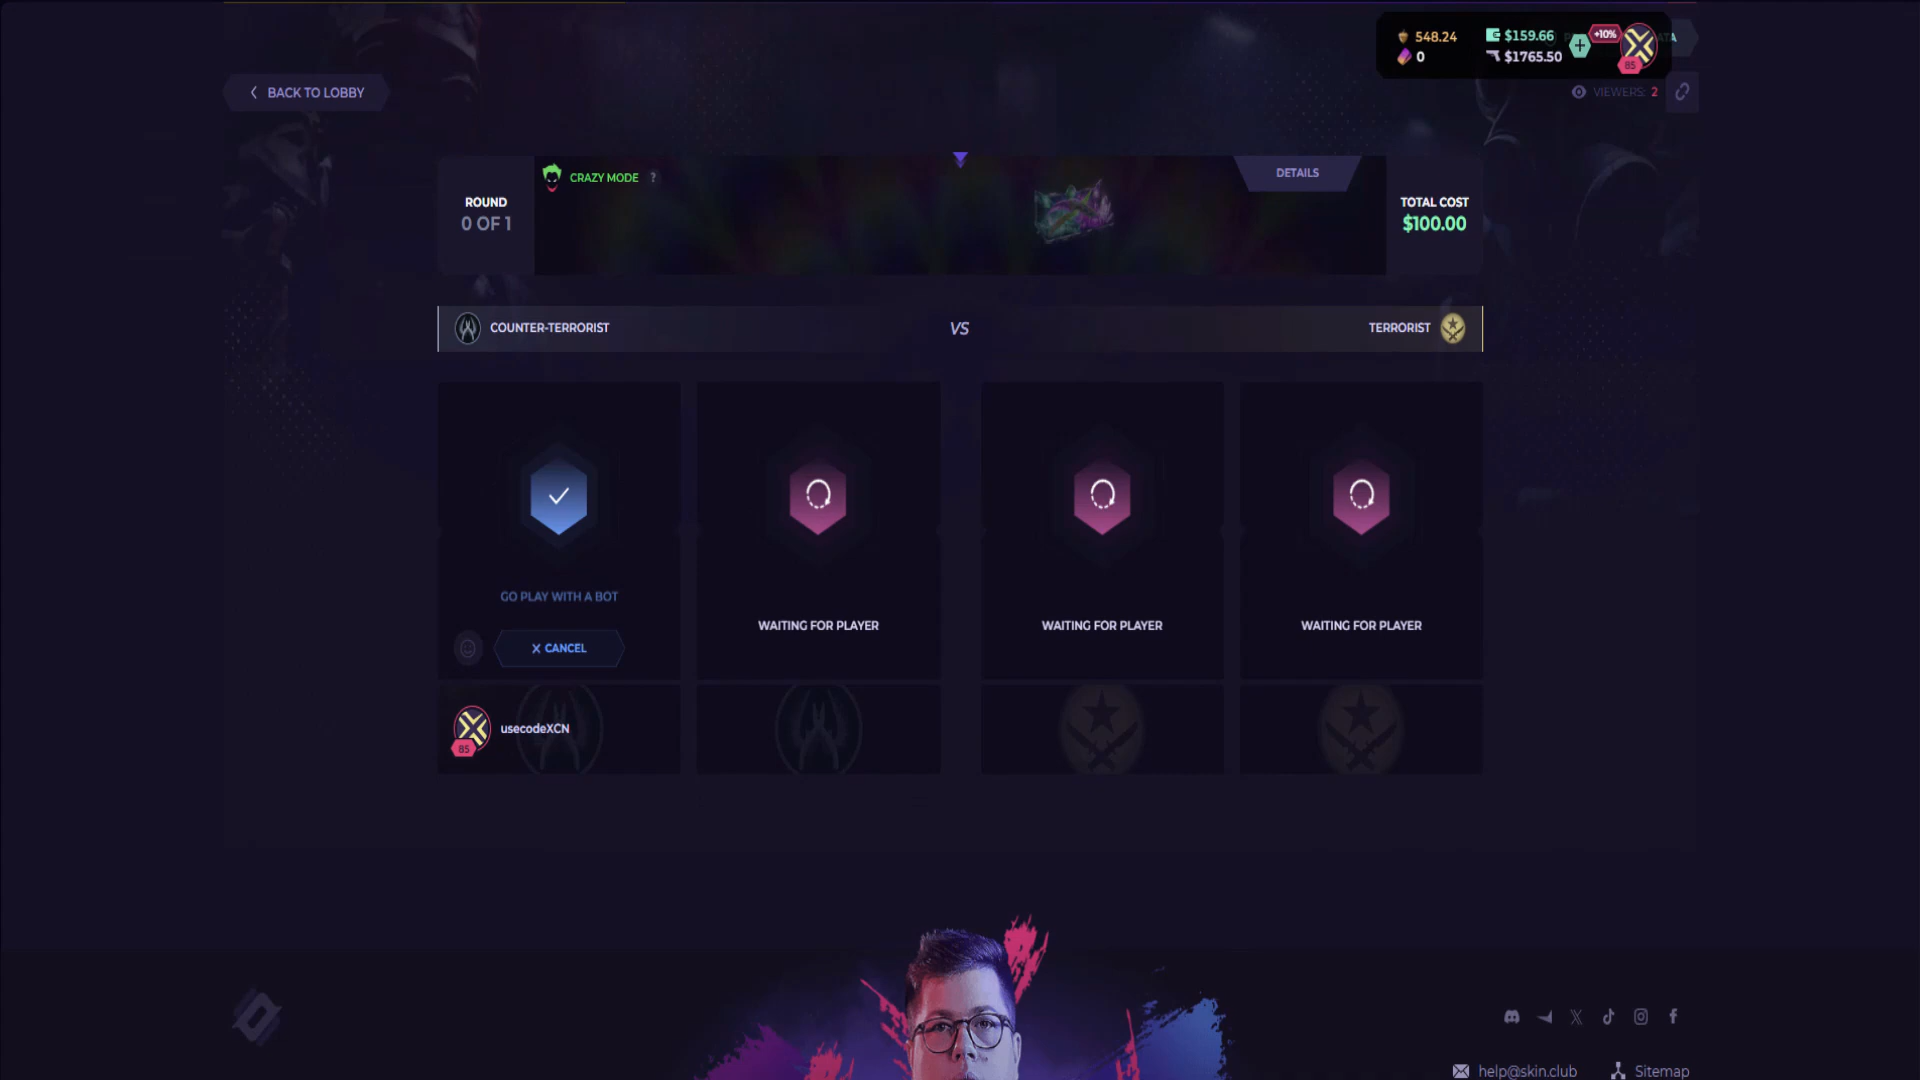 548.24
$159.66
+10%
0
$1765.50
85
BACK TO LOBBY
VIEWERS: 2
CRAZY MODE ?
DETAILS
ROUND
0 OF 1
TOTAL COST
$100.00
COUNTER-TERRORIST
VS
TERRORIST
GO PLAY WITH A BOT
CANCEL
WAITING FOR PLAYER
WAITING FOR PLAYER
WAITING FOR PLAYER
usecodeXCN
85
help@skin.club
Sitemap